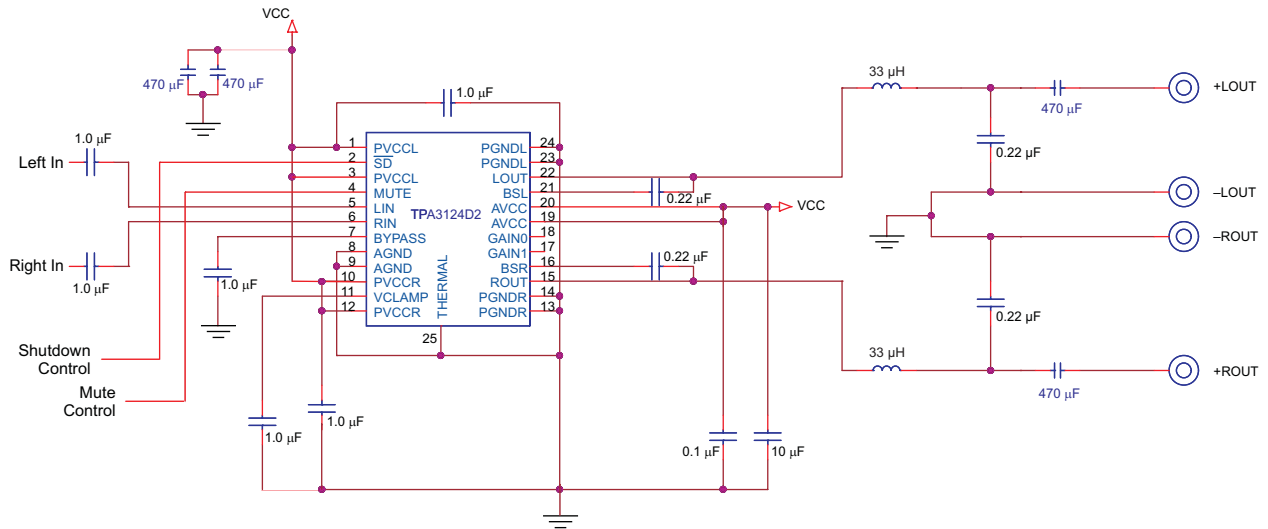 VCC
470 µF
470 µF
1.0 µF
1.0 µF
Left In
Right In
1.0 µF
1.0 µF
Shutdown
Control
Mute
Control
1.0 µF
1.0 µF
TPA3124D2
1 PVCCL
2 SD
3 PVCCL
4 MUTE
5 LIN
6 RIN
7 BYPASS
8 AGND
9 AGND
10 PVCCR
11 VCLAMP
12 PVCCR
THERMAL
25
PGNDL 24
PGNDL 23
LOUT 22
BSL 21
AVCC 20
AVCC 19
GAIN0 18
GAIN1 17
BSR 16
ROUT 15
PGNDR 14
PGNDR 13
0.22 µF
VCC
0.22 µF
0.1 µF
10 µF
33 µH
470 µF
+LOUT
0.22 µF
–LOUT
–ROUT
0.22 µF
33 µH
470 µF
+ROUT